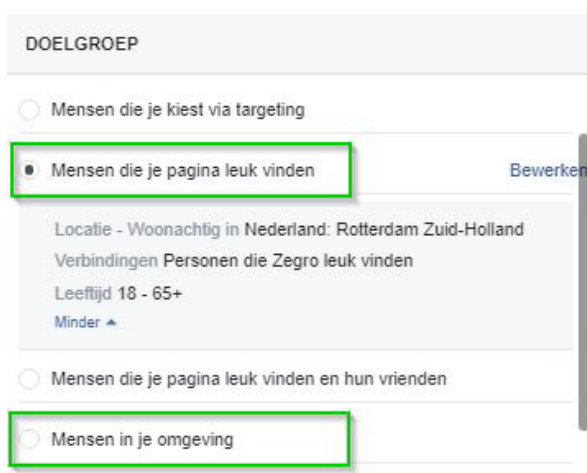 DOELGROEP
Mensen die je kiest via targeting
Mensen die je pagina leuk vinden Bewerken
Locatie - Woonachtig in Nederland: Rotterdam Zuid-Holland
Verbindingen Personen die Zegro leuk vinden
Leeftijd 18 - 65+
Minder
Mensen die je pagina leuk vinden en hun vrienden
Mensen in je omgeving